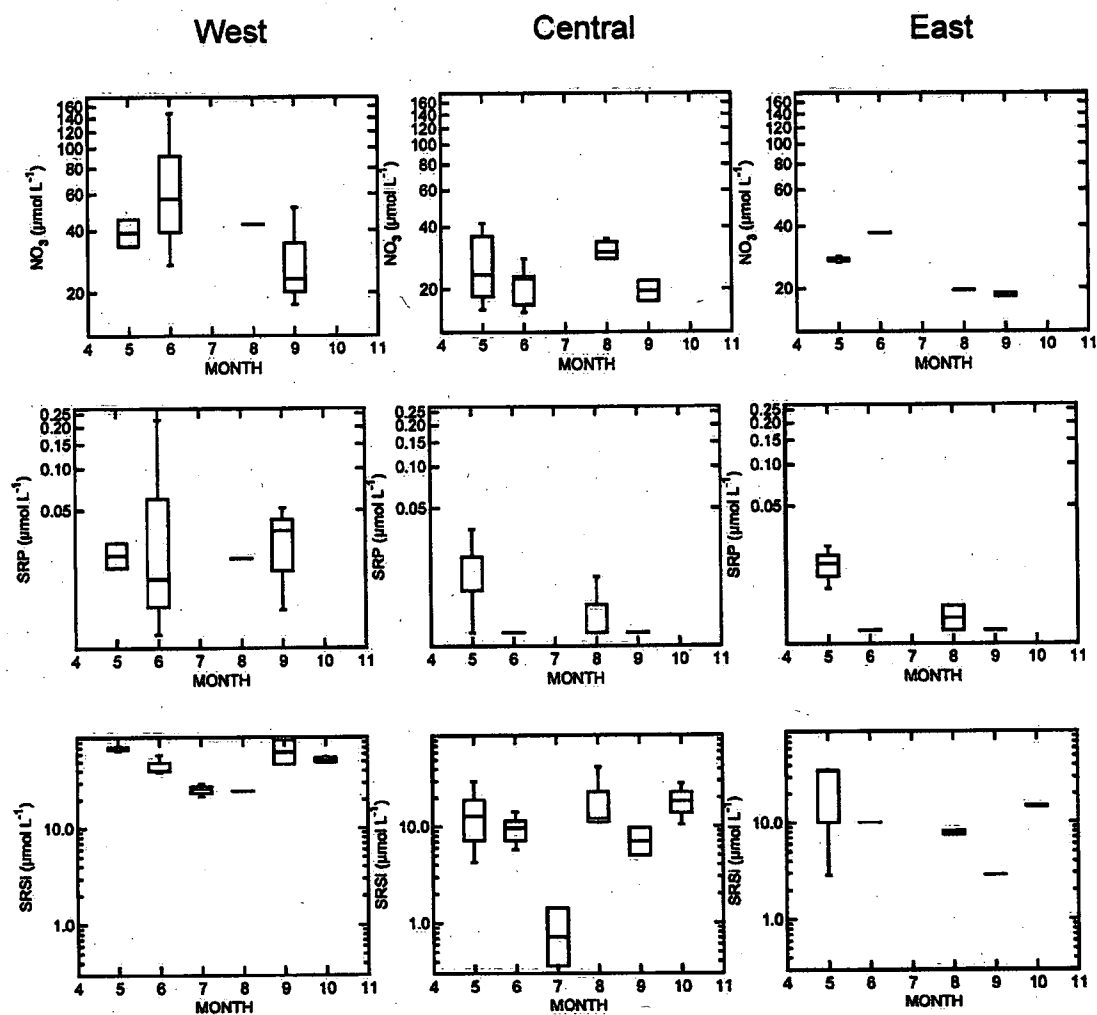 West Central East
160 160 160
140 140 140
120 120 120
100 100 100
80 80 80
60 60 60
40 40 40
20 20 20
NO3 (µmol L-1) NO3 (µmol L-1) NO3 (µmol L-1)
4 5 6 7 8 9 10 11 4 5 6 7 8 9 10 11 4 5 6 7 8 9 10 11
MONTH MONTH MONTH
0.25 0.25 0.25
0.20 0.20 0.20
0.15 0.15 0.15
0.10 0.10 0.10
0.05 0.05 0.05
SRP (µmol L-1) SRP (µmol L-1) SRP (µmol L-1)
4 5 6 7 8 9 10 11 4 5 6 7 8 9 10 11 4 5 6 7 8 9 10 11
MONTH MONTH MONTH
10.0 10.0 10.0
1.0 1.0 1.0
SRSi (µmol L-1) SRSi (µmol L-1) SRSi (µmol L-1)
4 5 6 7 8 9 10 11 4 5 6 7 8 9 10 11 4 5 6 7 8 9 10 11
MONTH MONTH MONTH